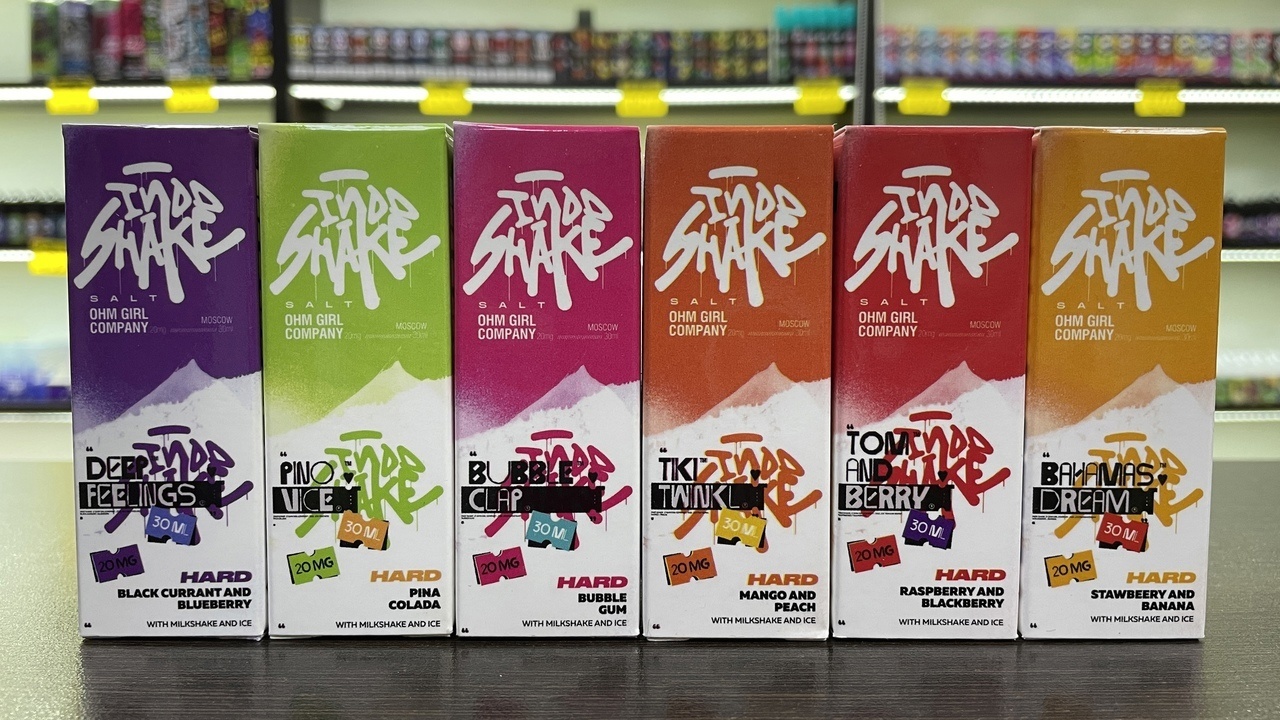 INDO
SHAKE
SALT
OHM GIRL
COMPANY
MOSCOW
"DEEP
FEELINGS
30 ML
20 MG
HARD
BLACK CURRANT AND
BLUEBERRY
WITH MILKSHAKE AND ICE
INDO
SHAKE
SALT
OHM GIRL
COMPANY
MOSCOW
"PINO
VICE
30 ML
20 MG
HARD
PINA
COLADA
WITH MILKSHAKE AND ICE
INDO
SHAKE
SALT
OHM GIRL
COMPANY
MOSCOW
"BUBBLE
CLAP
30 ML
20 MG
HARD
BUBBLE
GUM
WITH MILKSHAKE AND ICE
INDO
SHAKE
SALT
OHM GIRL
COMPANY
MOSCOW
"TIKI
TWINKL
30 ML
20 MG
HARD
MANGO AND
PEACH
WITH MILKSHAKE AND ICE
INDO
SHAKE
SALT
OHM GIRL
COMPANY
MOSCOW
"TOM
AND
BERRY
30 ML
20 MG
HARD
RASPBERRY AND
BLACKBERRY
WITH MILKSHAKE AND ICE
INDO
SHAKE
SALT
OHM GIRL
COMPANY
MOSCOW
"BAHAMAS
DREAM
30 ML
20 MG
HARD
STAWBEERY AND
BANANA
WITH MILKSHAKE AND ICE